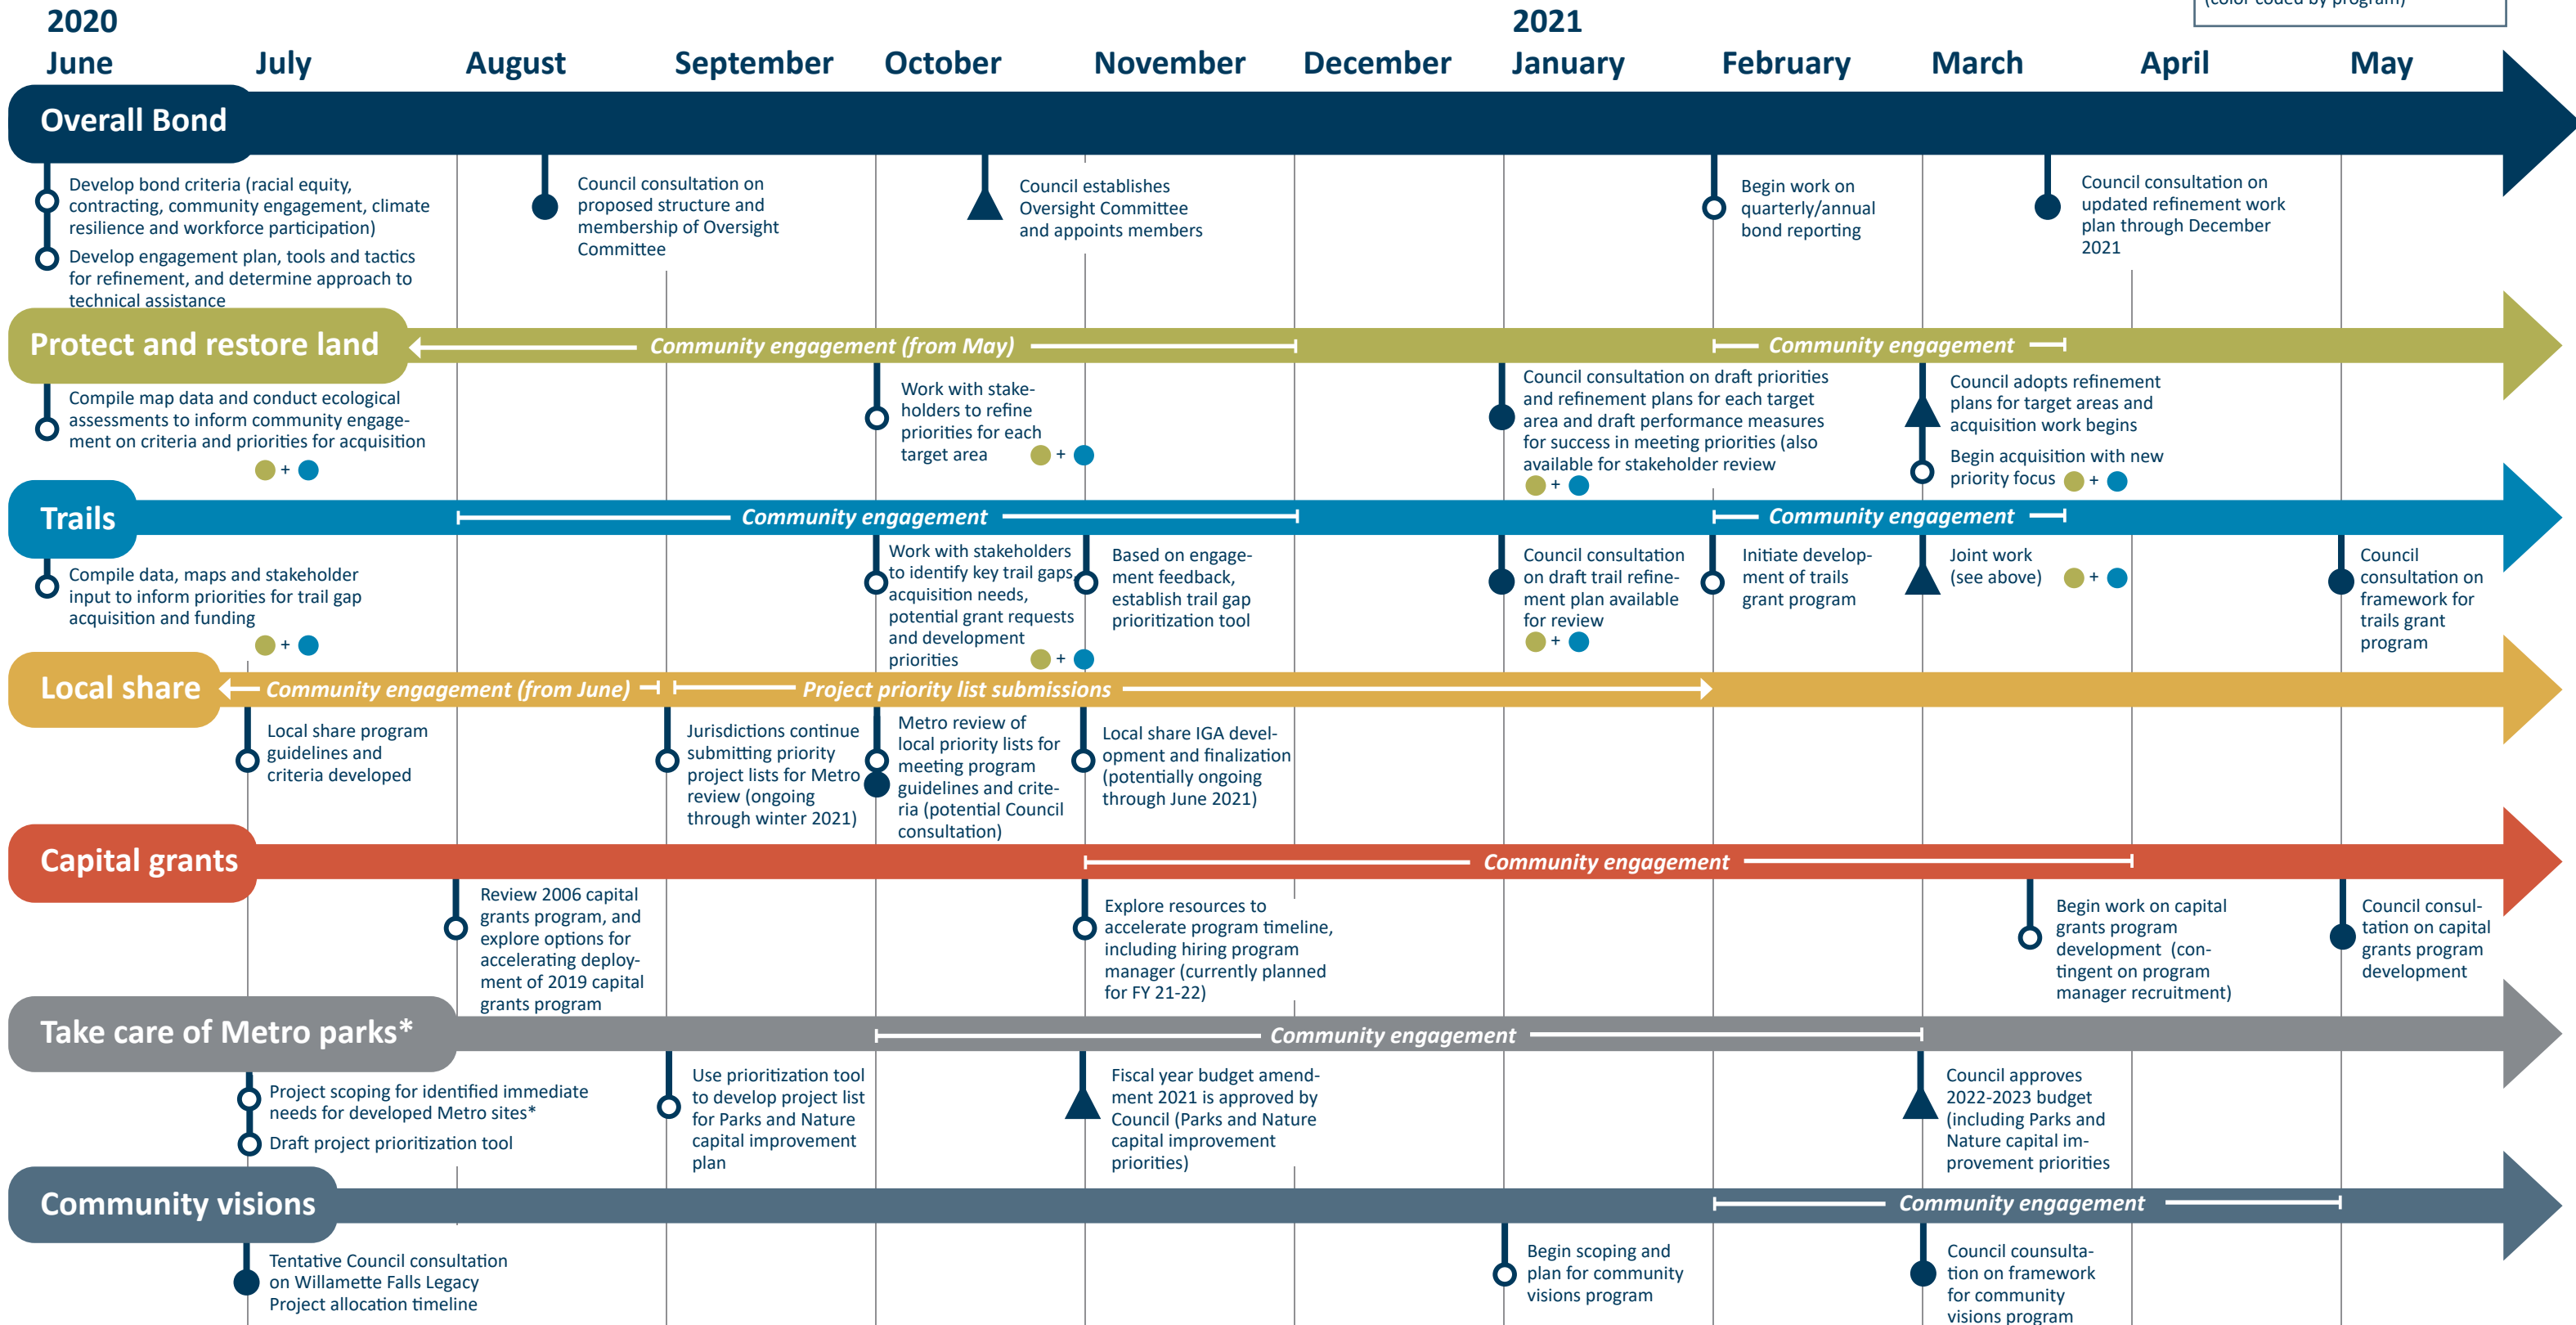 (color coded by program)
2020
2021
June
July
August
September
October
November
December
January
February
March
April
May
Overall Bond
Develop bond criteria (racial equity,
contracting, community engagement, climate
resilience and workforce participation)
Develop engagement plan, tools and tactics
for refinement, and determine approach to
technical assistance
Council consultation on
proposed structure and
membership of Oversight
Committee
Council establishes
Oversight Committee
and appoints members
Begin work on
quarterly/annual
bond reporting
Council consultation on
updated refinement work
plan through December
2021
Protect and restore land
Community engagement (from May)
Community engagement
Compile map data and conduct ecological
assessments to inform community engage-
ment on criteria and priorities for acquisition
+
Work with stake-
holders to refine
priorities for each
target area
+
Council consultation on draft priorities
and refinement plans for each target
area and draft performance measures
for success in meeting priorities (also
available for stakeholder review
+
Council adopts refinement
plans for target areas and
acquisition work begins
Begin acquisition with new
priority focus
+
Trails
Community engagement
Community engagement
Compile data, maps and stakeholder
input to inform priorities for trail gap
acquisition and funding
+
Work with stakeholders
to identify key trail gaps,
acquisition needs,
potential grant requests
and development
priorities
+
Based on engage-
ment feedback,
establish trail gap
prioritization tool
Council consultation
on draft trail refine-
ment plan available
for review
+
Initiate develop-
ment of trails
grant program
Joint work
(see above)
+
Council
consultation on
framework for
trails grant
program
Local share
Community engagement (from June)
Project priority list submissions
Local share program
guidelines and
criteria developed
Jurisdictions continue
submitting priority
project lists for Metro
review (ongoing
through winter 2021)
Metro review of
local priority lists for
meeting program
guidelines and crite-
ria (potential Council
consultation)
Local share IGA devel-
opment and finalization
(potentially ongoing
through June 2021)
Capital grants
Community engagement
Review 2006 capital
grants program, and
explore options for
accelerating deploy-
ment of 2019 capital
grants program
Explore resources to
accelerate program timeline,
including hiring program
manager (currently planned
for FY 21-22)
Begin work on capital
grants program
development (con-
tingent on program
manager recruitment)
Council consul-
tation on capital
grants program
development
Take care of Metro parks*
Community engagement
Project scoping for identified immediate
needs for developed Metro sites*
Draft project prioritization tool
Use prioritization tool
to develop project list
for Parks and Nature
capital improvement
plan
Fiscal year budget amend-
ment 2021 is approved by
Council (Parks and Nature
capital improvement
priorities)
Council approves
2022-2023 budget
(including Parks and
Nature capital im-
provement priorities
Community visions
Community engagement
Tentative Council consultation
on Willamette Falls Legacy
Project allocation timeline
Begin scoping and
plan for community
visions program
Council counsulta-
tion on framework
for community
visions program